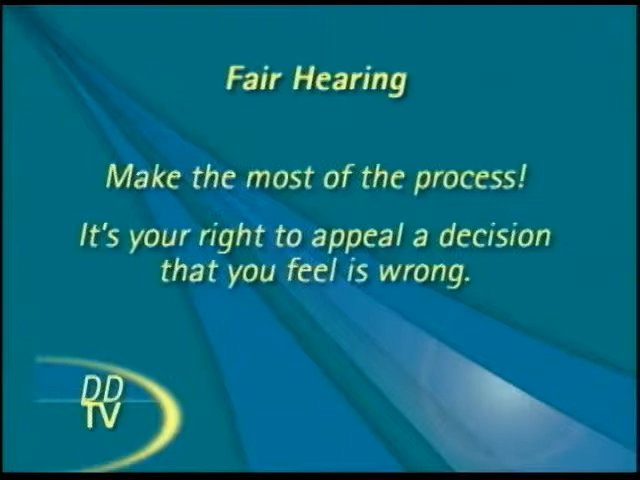 Fair Hearing
Make the most of the process!
It's your right to appeal a decision
that you feel is wrong.
DD
TV